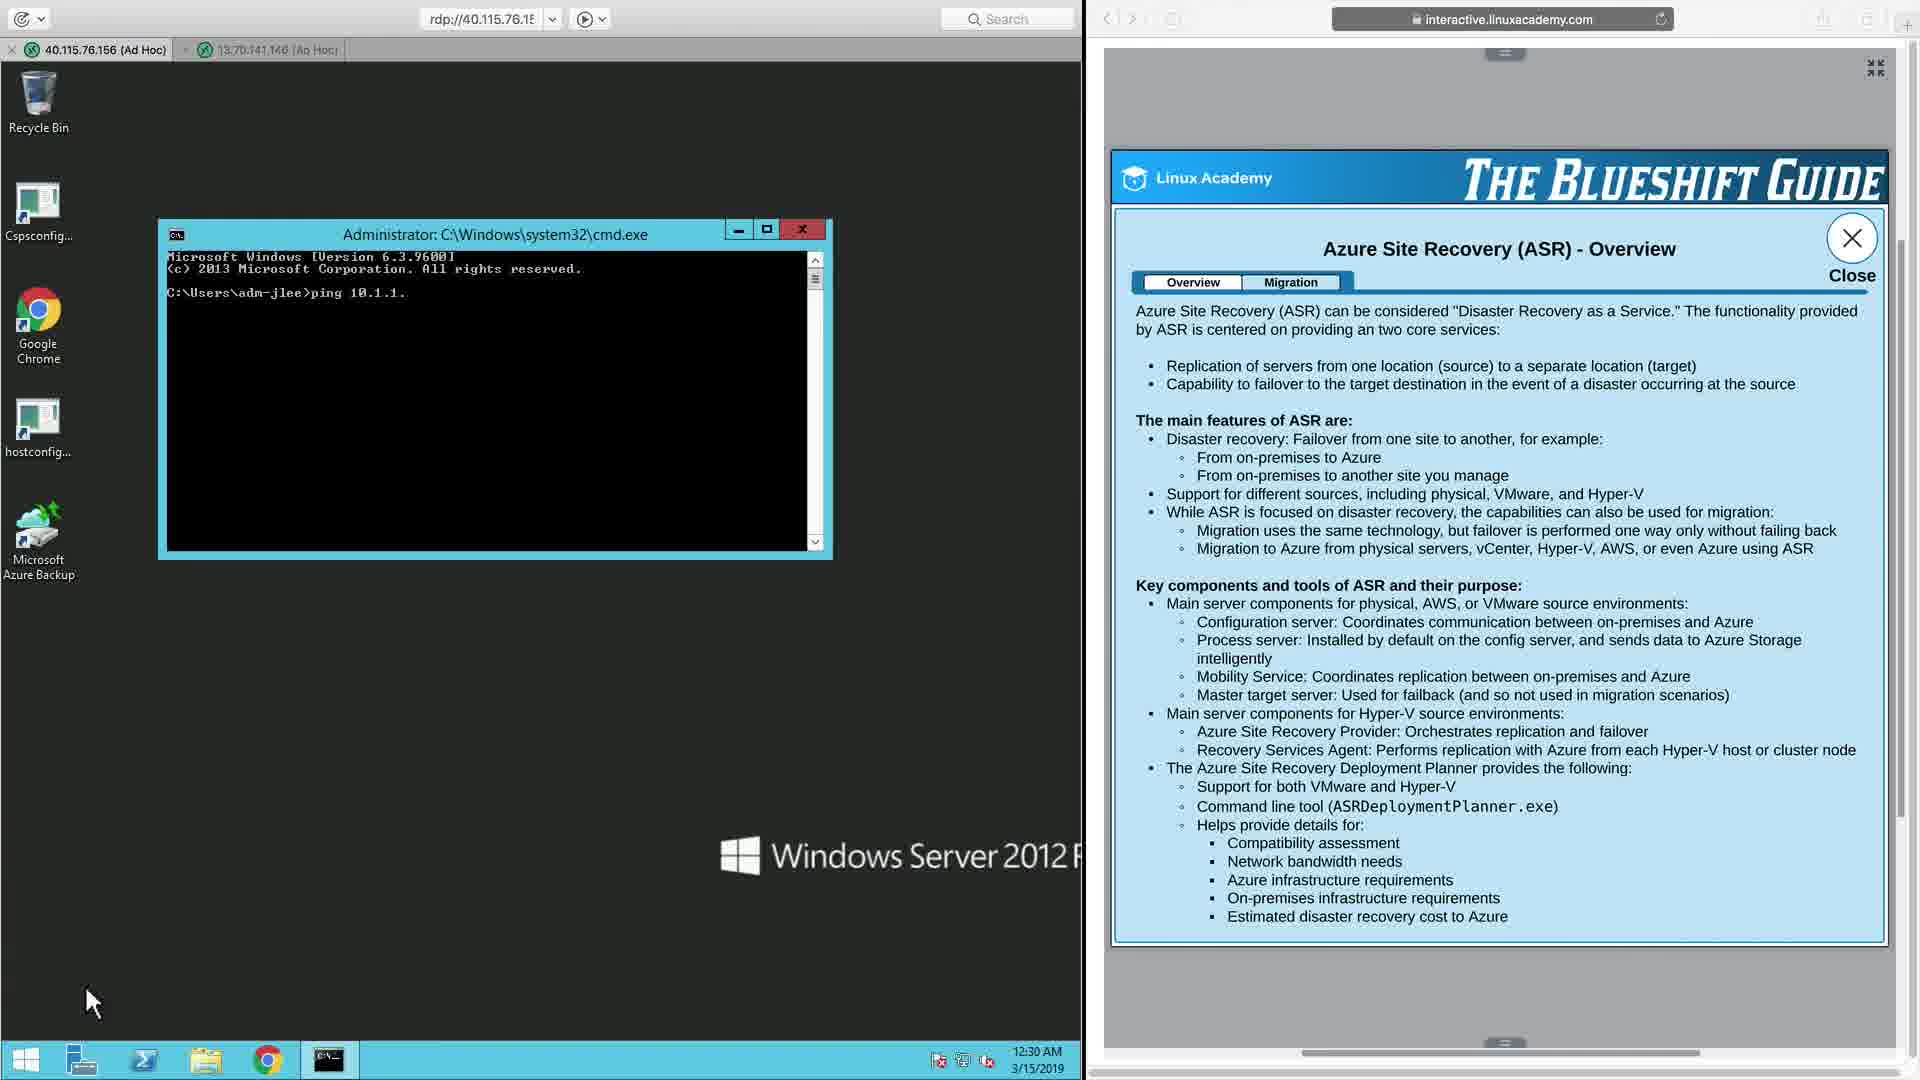 rdp://40.115.76.15
Search
40.115.76.156 (Ad Hoc)
13.70.141.146 (Ad Hoc)
Recycle Bin
Cspsconfig...
Google
Chrome
hostconfig...
Microsoft
Azure Backup
Administrator: C:\Windows\system32\cmd.exe
Microsoft Windows [Version 6.3.9600]
(c) 2013 Microsoft Corporation. All rights reserved.
C:\Users\adm-jlee>ping 10.1.1.
Windows Server 2012 R
12:30 AM
3/15/2019
interactive.linuxacademy.com
Linux Academy
THE BLUESHIFT GUIDE
Azure Site Recovery (ASR) - Overview
Close
Overview
Migration
Azure Site Recovery (ASR) can be considered "Disaster Recovery as a Service." The functionality provided
by ASR is centered on providing an two core services:
• Replication of servers from one location (source) to a separate location (target)
• Capability to failover to the target destination in the event of a disaster occurring at the source
The main features of ASR are:
• Disaster recovery: Failover from one site to another, for example:
◦ From on-premises to Azure
◦ From on-premises to another site you manage
• Support for different sources, including physical, VMware, and Hyper-V
• While ASR is focused on disaster recovery, the capabilities can also be used for migration:
◦ Migration uses the same technology, but failover is performed one way only without failing back
◦ Migration to Azure from physical servers, vCenter, Hyper-V, AWS, or even Azure using ASR
Key components and tools of ASR and their purpose:
• Main server components for physical, AWS, or VMware source environments:
◦ Configuration server: Coordinates communication between on-premises and Azure
◦ Process server: Installed by default on the config server, and sends data to Azure Storage
intelligently
◦ Mobility Service: Coordinates replication between on-premises and Azure
◦ Master target server: Used for failback (and so not used in migration scenarios)
• Main server components for Hyper-V source environments:
◦ Azure Site Recovery Provider: Orchestrates replication and failover
◦ Recovery Services Agent: Performs replication with Azure from each Hyper-V host or cluster node
• The Azure Site Recovery Deployment Planner provides the following:
◦ Support for both VMware and Hyper-V
◦ Command line tool (ASRDeploymentPlanner.exe)
◦ Helps provide details for:
▪ Compatibility assessment
▪ Network bandwidth needs
▪ Azure infrastructure requirements
▪ On-premises infrastructure requirements
▪ Estimated disaster recovery cost to Azure